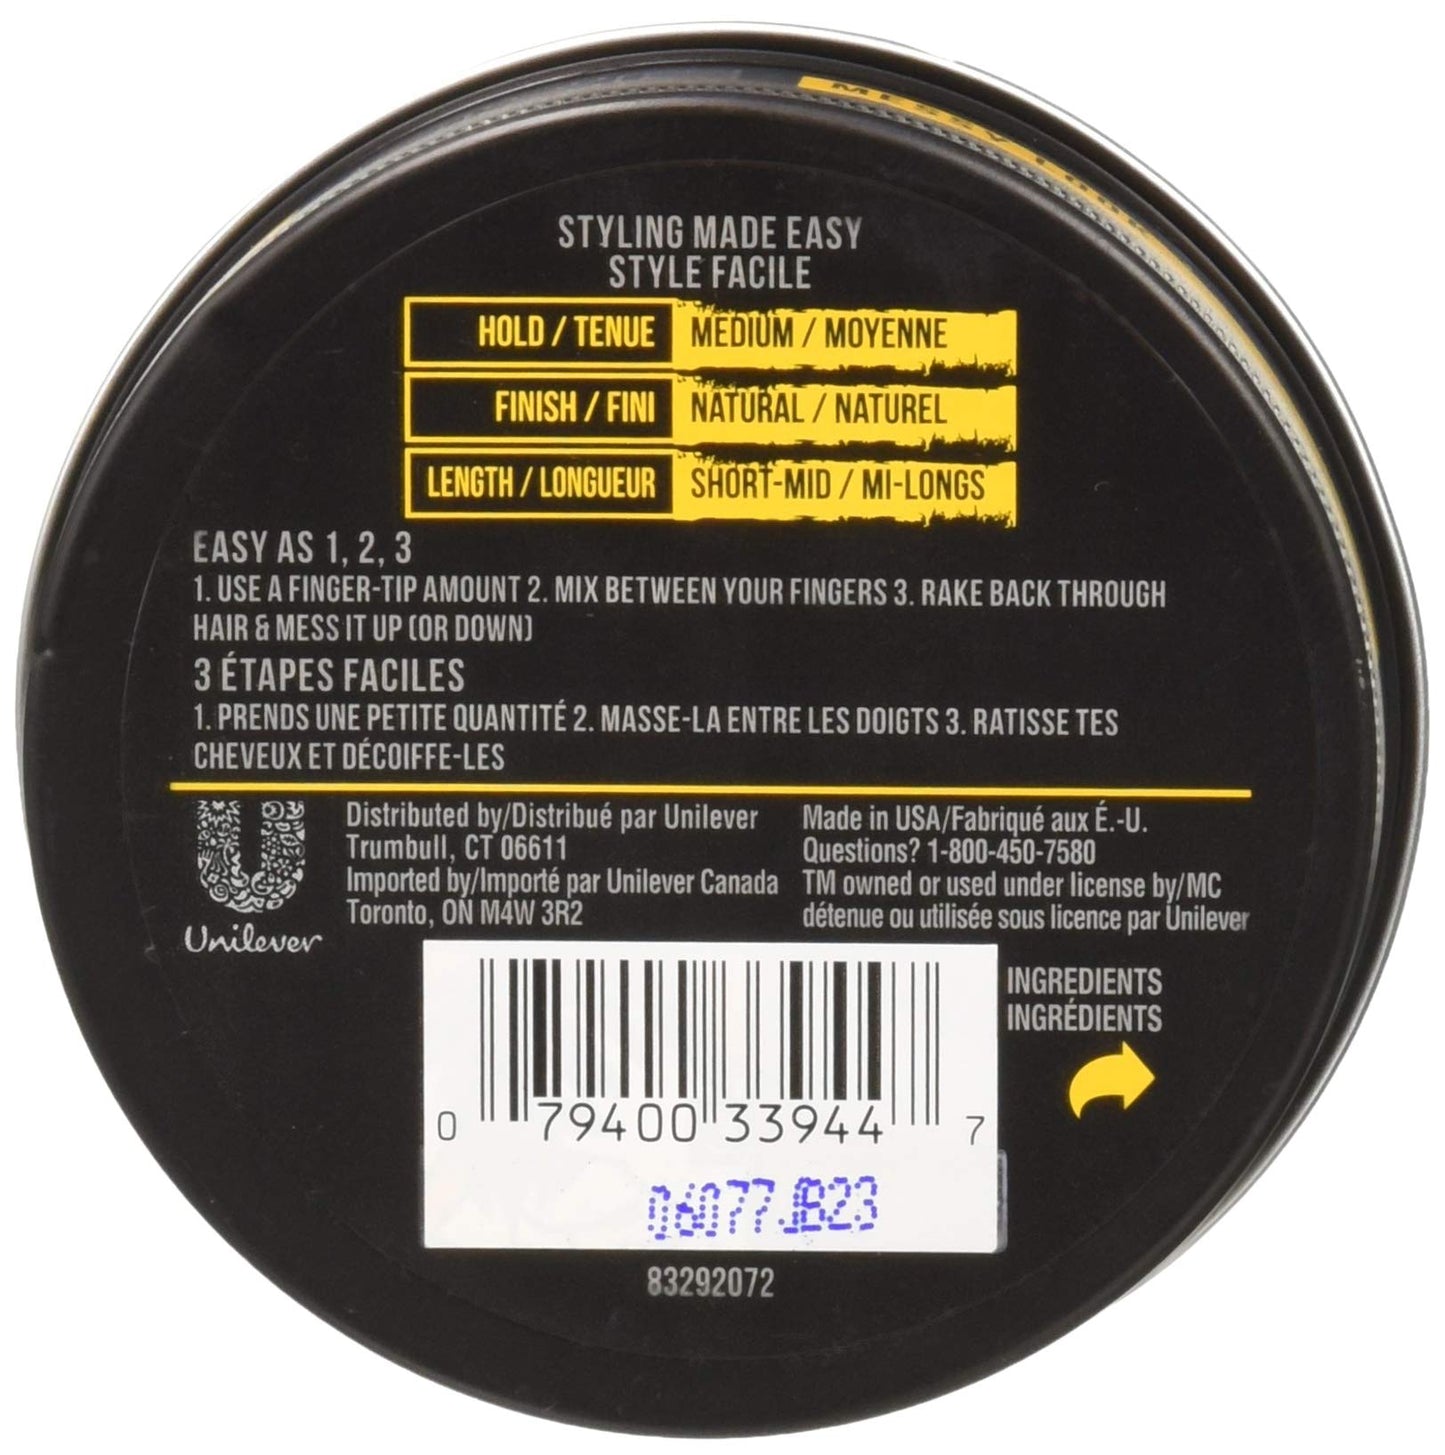 MESSY LOOK
STYLING MADE EASY
STYLE FACILE
HOLD / TENUE MEDIUM / MOYENNE
FINISH / FINI NATURAL / NATUREL
LENGTH / LONGUEUR SHORT-MID / MI-LONGS
EASY AS 1, 2, 3
1. USE A FINGER-TIP AMOUNT 2. MIX BETWEEN YOUR FINGERS 3. RAKE BACK THROUGH
HAIR & MESS IT UP (OR DOWN)
3 ÉTAPES FACILES
1. PRENDS UNE PETITE QUANTITÉ 2. MASSE-LA ENTRE LES DOIGTS 3. RATISSE TES
CHEVEUX ET DÉCOIFFE-LES
Unilever
Distributed by/Distribué par Unilever
Trumbull, CT 06611
Imported by/Importé par Unilever Canada
Toronto, ON M4W 3R2
Made in USA/Fabriqué aux É.-U.
Questions? 1-800-450-7580
TM owned or used under license by/MC
détenue ou utilisée sous licence par Unilever
INGREDIENTS
INGRÉDIENTS
0 79400 33944 7
06077JB23
83292072